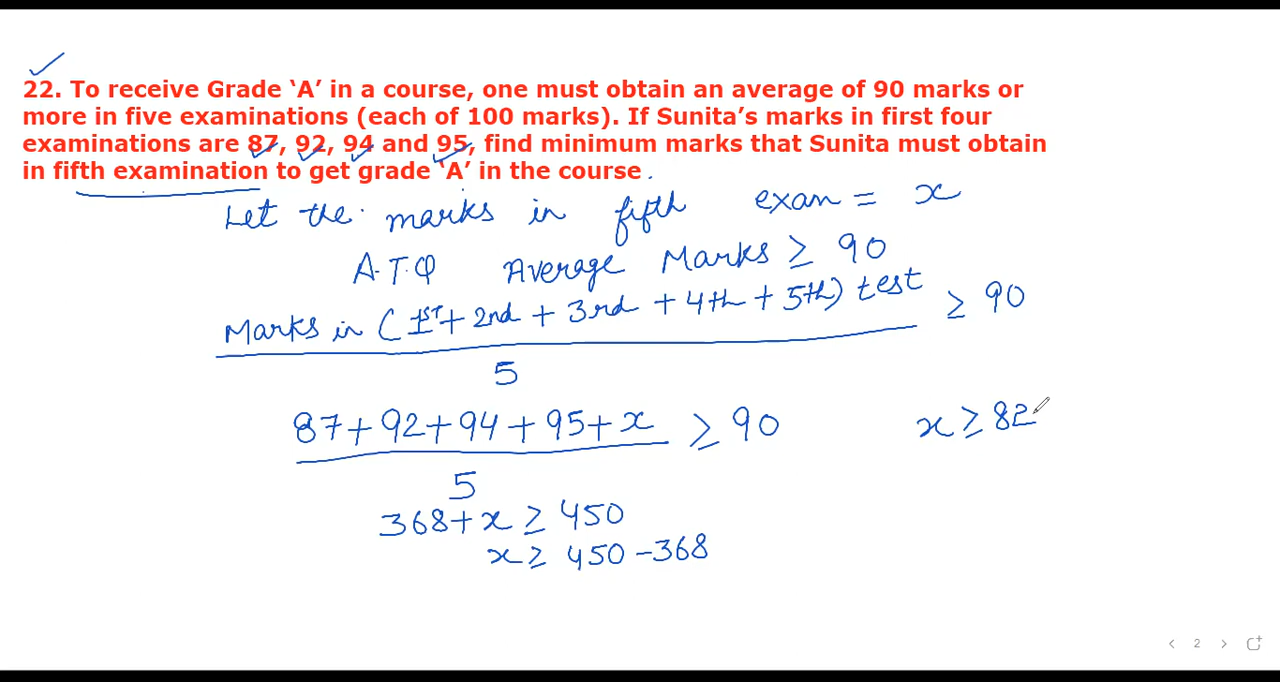 22. To receive Grade ‘A’ in a course, one must obtain an average of 90 marks or
more in five examinations (each of 100 marks). If Sunita’s marks in first four
examinations are 87, 92, 94 and 95, find minimum marks that Sunita must obtain
in fifth examination to get grade ‘A’ in the course.
Let the marks in fifth exam = x
A.T.Q Average Marks ≥ 90
Marks in (1st + 2nd + 3rd + 4th + 5th) test ≥ 90
5
87+92+94+95+x ≥ 90
5
x ≥ 82
368+x ≥ 450
x ≥ 450-368
2